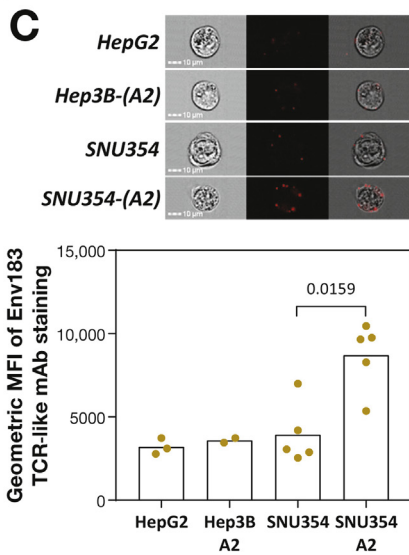 C
HepG2
10 µm
Hep3B-(A2)
10 µm
SNU354
10 µm
SNU354-(A2)
10 µm
Geometric MFI of Env183
TCR-like mAb staining
15,000
10,000
5000
0
0.0159
HepG2
Hep3B
A2
SNU354
SNU354
A2